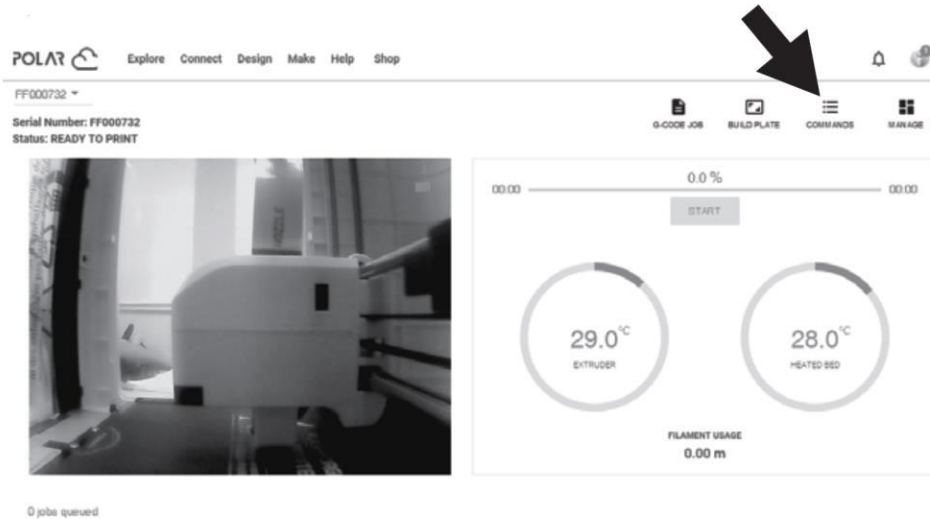 POLAR
Explore Connect Design Make Help Shop
FF000732
Serial Number: FF000732
Status: READY TO PRINT
G-CODE JOB BUILD PLATE COMMANDS MANAGE
0.0 %
00:00 00:00
START
29.0°C
EXTRUDER
28.0°C
HEATED BED
FILAMENT USAGE
0.00 m
0 jobs queued